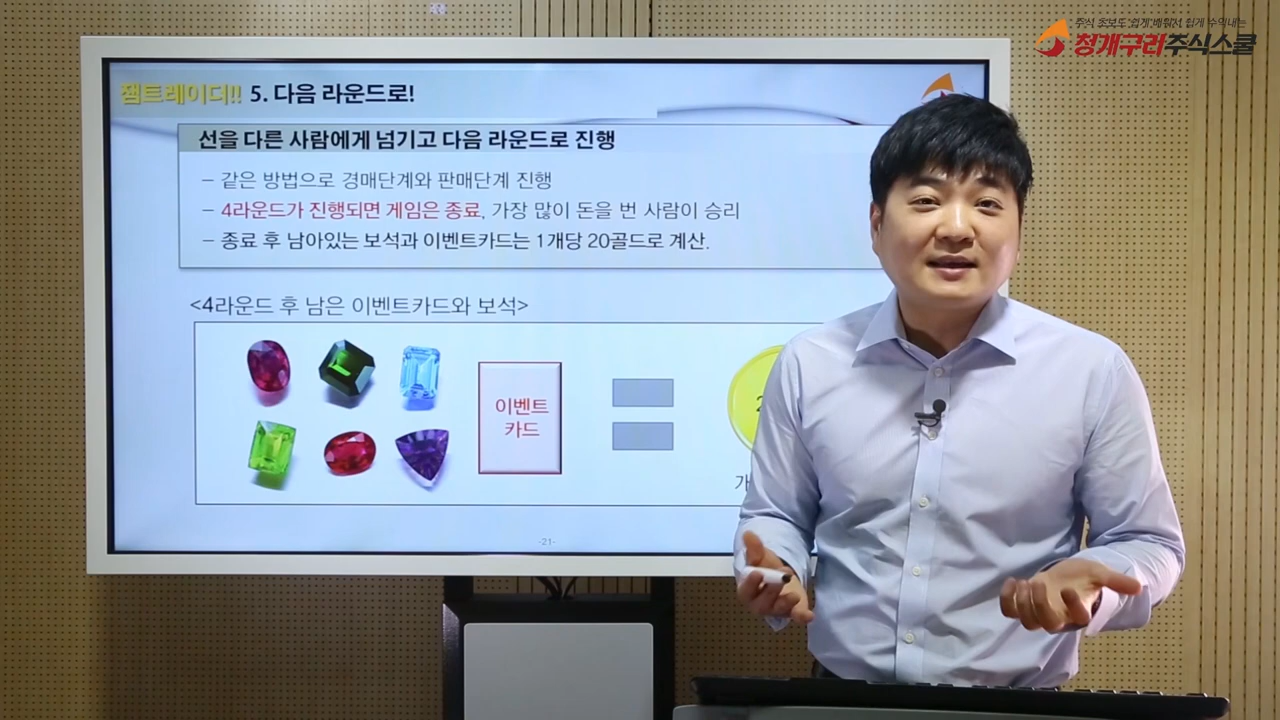 주식 초보도 쉽게 배워서 쉽게 수익내는
청개구리주식스쿨
잼트레이더!! 5. 다음 라운드로!
선을 다른 사람에게 넘기고 다음 라운드로 진행
– 같은 방법으로 경매단계와 판매단계 진행
– 4라운드가 진행되면 게임은 종료, 가장 많이 돈을 번 사람이 승리
– 종료 후 남아있는 보석과 이벤트카드는 1개당 20골드로 계산.
<4라운드 후 남은 이벤트카드와 보석>
이벤트
카드
-21-